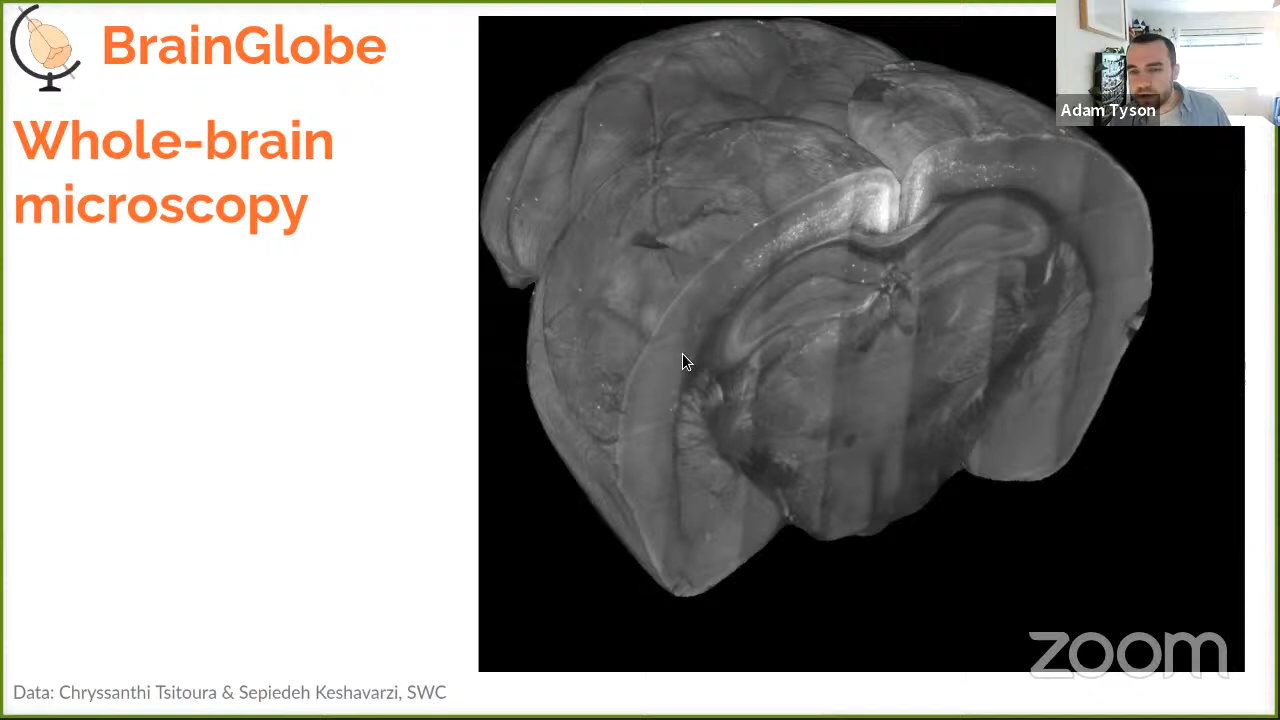 BrainGlobe
Whole-brain
microscopy
Adam Tyson
Data: Chryssanthi Tsitoura & Sepiedeh Keshavarzi, SWC
zoom